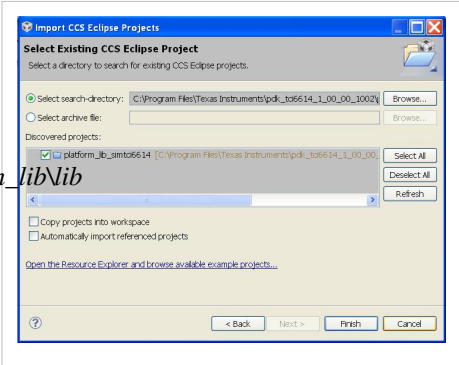 Import CCS Eclipse Projects
Select Existing CCS Eclipse Project
Select a directory to search for existing CCS Eclipse projects.
Select search-directory: C:\Program Files\Texas Instruments\pdk_tci6614_1_00_00_1002\ Browse...
Select archive file: Browse...
Discovered projects:
platform_lib_simtci6614 [C:\Program Files\Texas Instruments\pdk_tci6614_1_00_00_ Select All
Deselect All
n_lib\lib
Refresh
Copy projects into workspace
Automatically import referenced projects
Open the Resource Explorer and browse available example projects...
? < Back Next > Finish Cancel